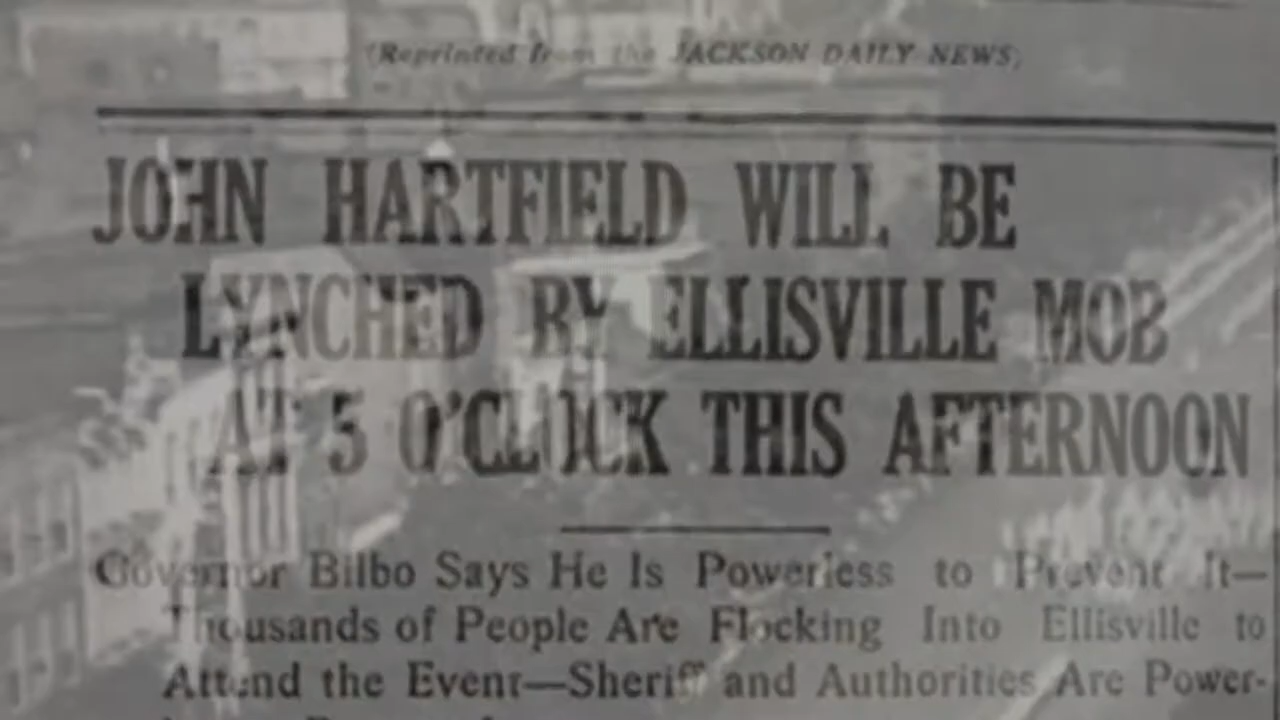 (Reprinted from the JACKSON DAILY NEWS)
JOHN HARTFIELD WILL BE
LYNCHED BY ELLISVILLE MOB
AT 5 O'CLOCK THIS AFTERNOON
Governor Bilbo Says He Is Powerless to Prevent It—
Thousands of People Are Flocking Into Ellisville to
Attend the Event—Sheriff and Authorities Are Power-